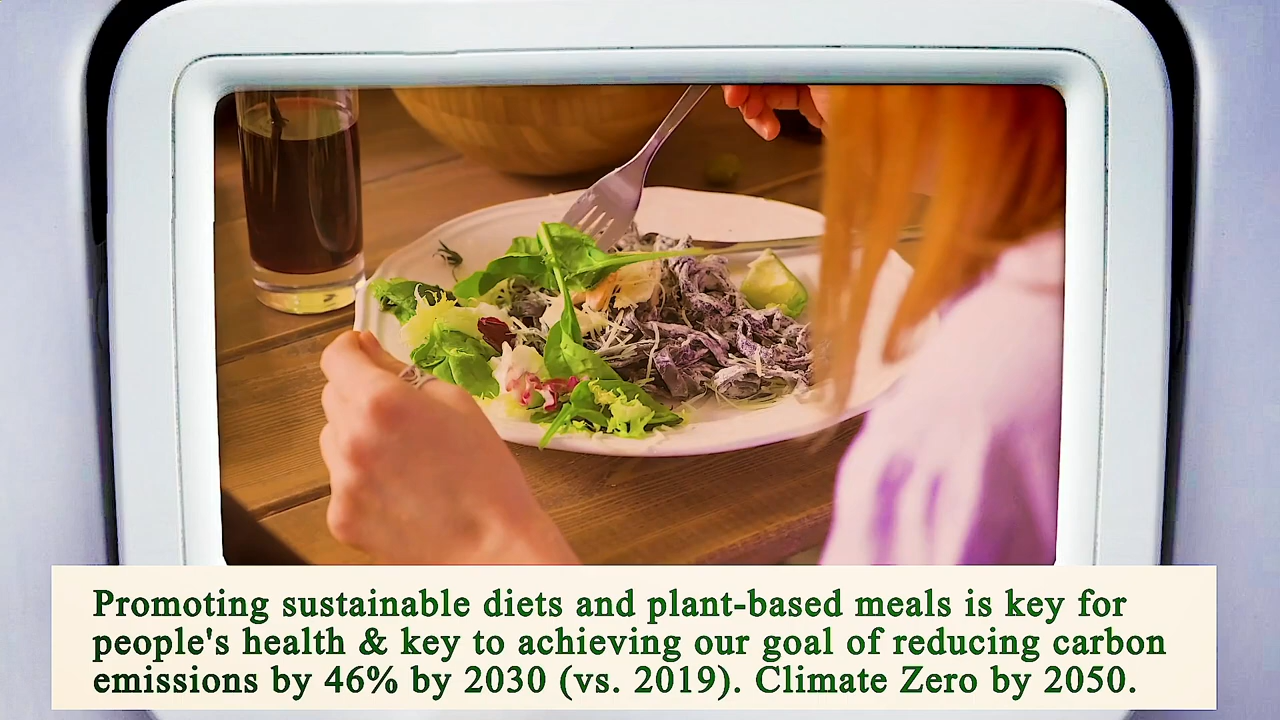 Promoting sustainable diets and plant-based meals is key for
people's health & key to achieving our goal of reducing carbon
emissions by 46% by 2030 (vs. 2019). Climate Zero by 2050.